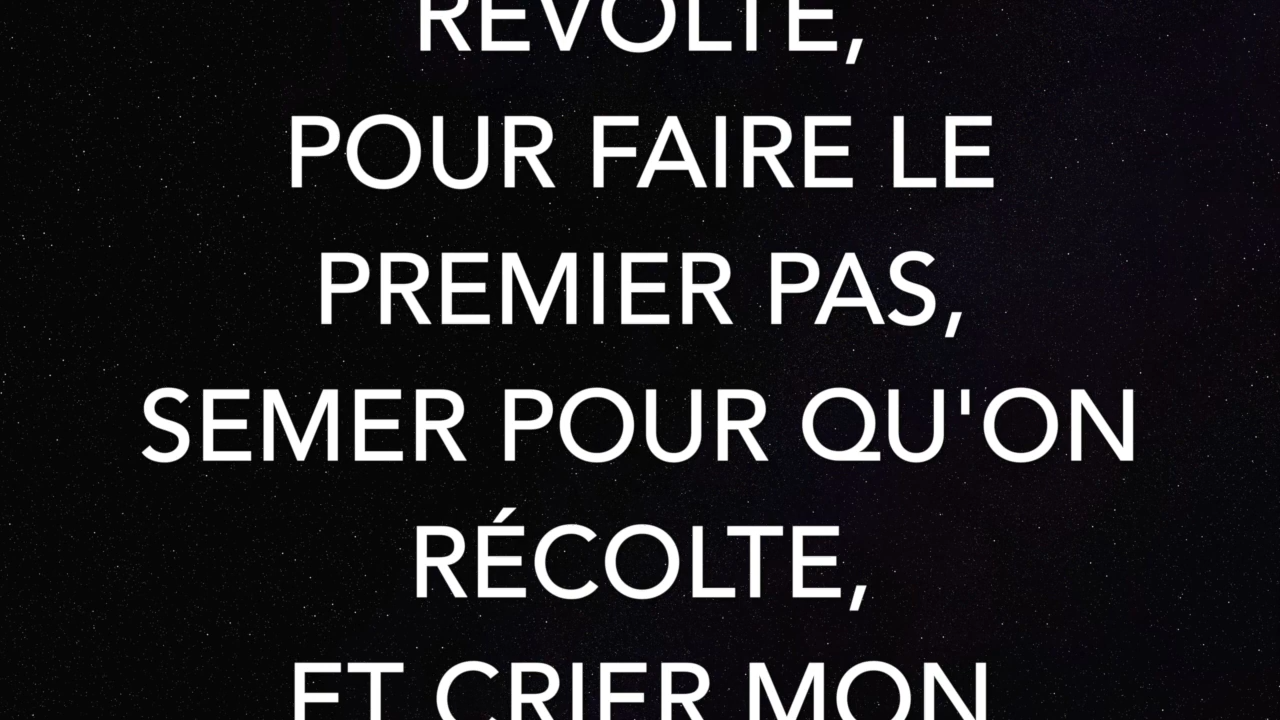 REVOLTE,
POUR FAIRE LE
PREMIER PAS,
SEMER POUR QU'ON
RÉCOLTE,
ET CRIER MON